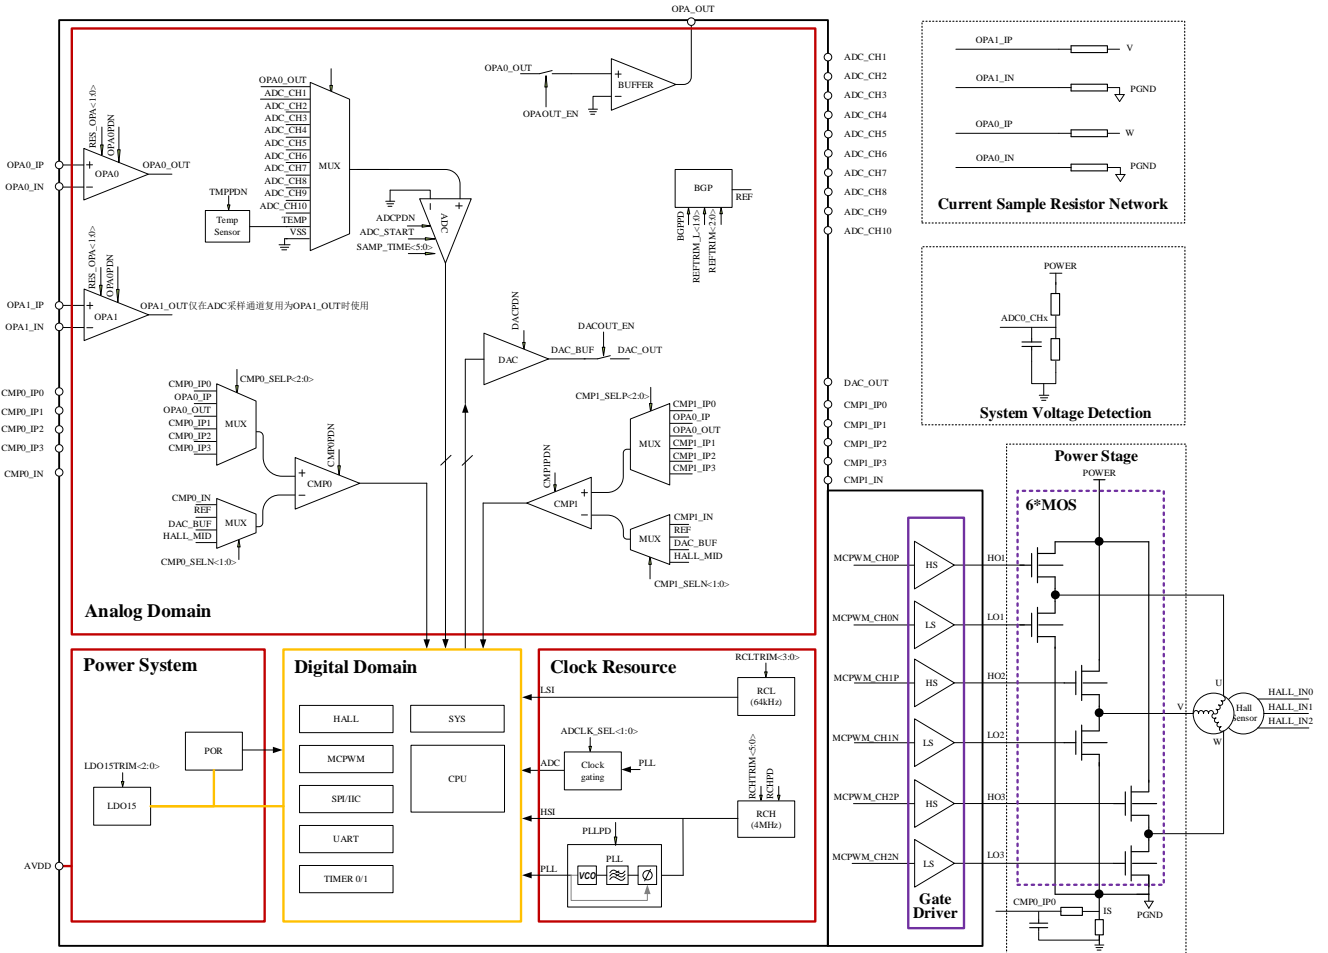 OPA_OUT
OPA0_OUT
BUFFER
OPAOUT_EN
RES_OPA<1:0>
OPA0PDN
OPA0_IP
OPA0_IN
OPA0
OPA0_OUT
OPA0_OUT
ADC_CH1
ADC_CH2
ADC_CH3
ADC_CH4
ADC_CH5
ADC_CH6
ADC_CH7
ADC_CH8
ADC_CH9
ADC_CH10
TEMP
VSS
MUX
TMPPDN
Temp
Sensor
ADCPDN
ADC_START
SAMP_TIME<5:0>
ADC
BGP
REF
BGPPD
REFTRIM_L<1:0>
REFTRIM<2:0>
RES_OPA<1:0>
OPA0PDN
OPA1_IP
OPA1_IN
OPA1
OPA1_OUT仅在ADC采样通道复用为OPA1_OUT时使用
DACPDN
DACOUT_EN
DAC
DAC_BUF
DAC_OUT
CMP0_IP0
CMP0_IP1
CMP0_IP2
CMP0_IP3
CMP0_IN
CMP0_SELP<2:0>
CMP0_IP0
OPA0_IP
OPA0_OUT
CMP0_IP1
CMP0_IP2
CMP0_IP3
MUX
CMP0PDN
CMP0
CMP0_IN
REF
DAC_BUF
HALL_MID
MUX
CMP0_SELN<1:0>
CMP1_SELP<2:0>
CMP1_IP0
OPA0_IP
OPA0_OUT
CMP1_IP1
CMP1_IP2
CMP1_IP3
MUX
CMP1PDN
CMP1
CMP1_IN
REF
DAC_BUF
HALL_MID
MUX
CMP1_SELN<1:0>
Analog Domain
ADC_CH1
ADC_CH2
ADC_CH3
ADC_CH4
ADC_CH5
ADC_CH6
ADC_CH7
ADC_CH8
ADC_CH9
ADC_CH10
DAC_OUT
CMP1_IP0
CMP1_IP1
CMP1_IP2
CMP1_IP3
CMP1_IN
OPA1_IP
V
OPA1_IN
PGND
OPA0_IP
W
OPA0_IN
PGND
Current Sample Resistor Network
POWER
ADC0_CHx
System Voltage Detection
Power System
POR
LDO15TRIM<2:0>
LDO15
AVDD
Digital Domain
HALL
SYS
MCPWM
CPU
SPI/IIC
UART
TIMER 0/1
Clock Resource
RCLTRIM<3:0>
LSI
RCL
(64kHz)
ADCLK_SEL<1:0>
ADC
Clock
gating
PLL
RCHTRIM<5:0>
RCHPD
HSI
RCH
(4MHz)
PLLPD
PLL
PLL
VCO
MCPWM_CH0P
HS
HO1
MCPWM_CH0N
LS
LO1
MCPWM_CH1P
HS
HO2
MCPWM_CH1N
LS
LO2
MCPWM_CH2P
HS
HO3
MCPWM_CH2N
LS
LO3
Gate
Driver
Power Stage
POWER
6*MOS
U
V
W
Hall
Sensor
HALL_IN0
HALL_IN1
HALL_IN2
PGND
CMP0_IP0
IS